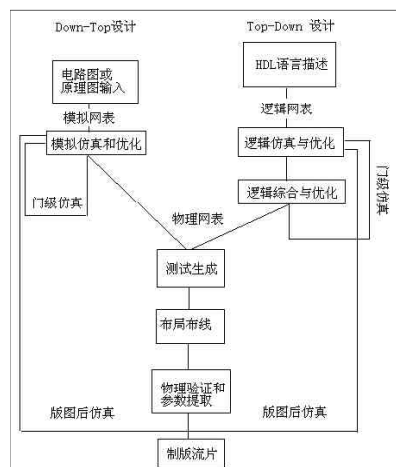 Down-Top设计
Top-Down 设计
电路图或
原理图输入
HDL语言描述
模拟网表
逻辑网表
模拟仿真和优化
逻辑仿真与优化
门级仿真
逻辑综合与优化
门级仿真
物理网表
测试生成
布局布线
物理验证和
参数提取
版图后仿真
版图后仿真
制版流片